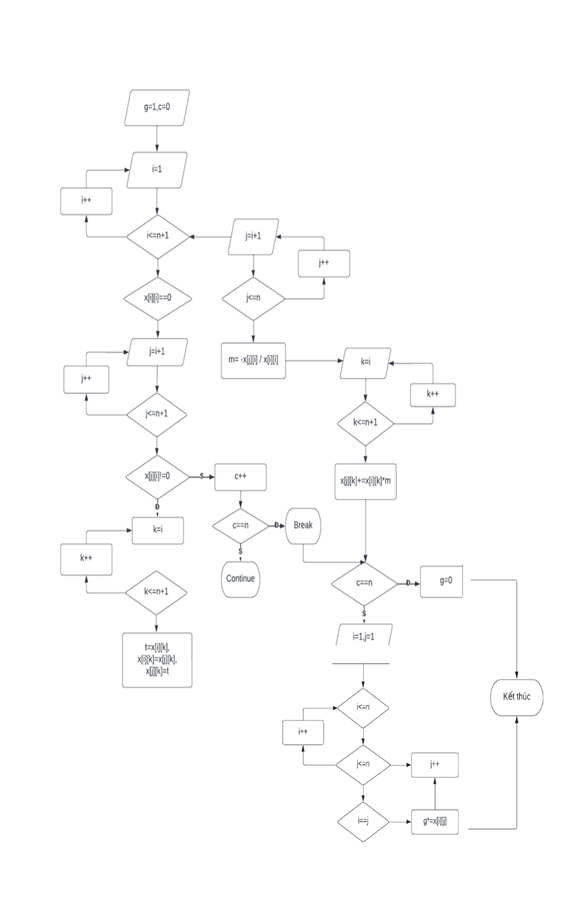 g=1,c=0
i=1
i++
i<=n+1
j=i+1
j++
x[i][i]==0
j<=n
j=i+1
m= -x[j][i] / x[i][i]
k=i
j++
k++
j<=n+1
k<=n+1
x[j][i]!=0
S
c++
x[j][k]+=x[i][k]*m
Đ
k=i
c==n
Đ
Break
k++
S
Continue
c==n
Đ
g=0
k<=n+1
S
i=1,j=1
t=x[i][k],
x[i][k]=x[j][k],
x[j][k]=t
Kết thúc
i<=n
i++
j<=n
j++
i==j
g*=x[i][j]